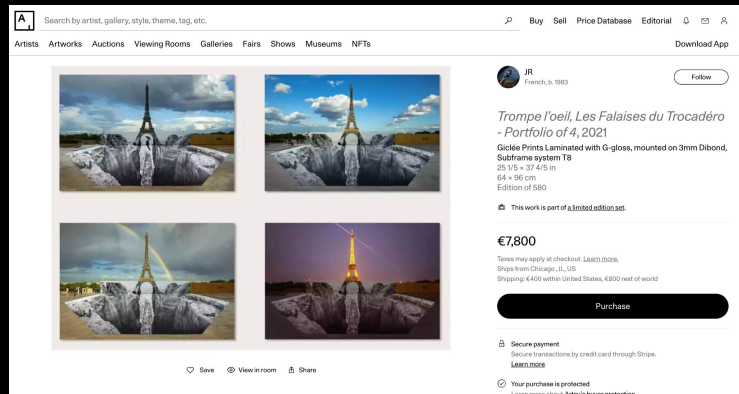 A
Search by artist, gallery, style, theme, tag, etc.
Buy Sell Price Database Editorial
Artists Artworks Auctions Viewing Rooms Galleries Fairs Shows Museums NFTs
Download App
JR
French, b. 1983
Follow
Trompe l'oeil, Les Falaises du Trocadéro
- Portfolio of 4, 2021
Giclée Prints Laminated with G-gloss, mounted on 3mm Dibond,
Subframe system T8
25 1/5 × 37 4/5 in
64 × 96 cm
Edition of 580
This work is part of a limited edition set.
€7,800
Taxes may apply at checkout. Learn more.
Ships from Chicago , IL, US
Shipping: €400 within United States, €800 rest of world
Purchase
Secure payment
Secure transactions by credit card through Stripe.
Learn more.
Your purchase is protected
Learn more about Artsy's buyer protection.
Save View in room Share